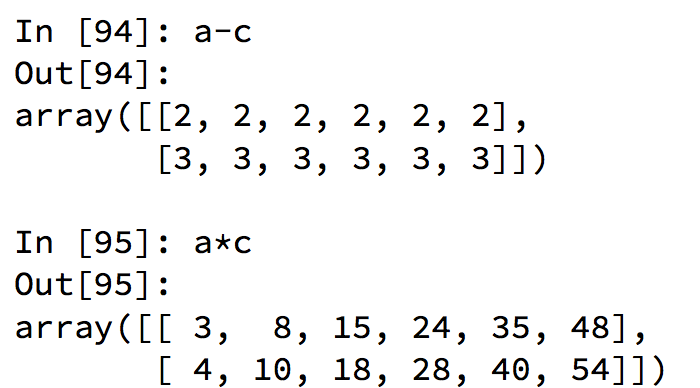 In [94]: a-c
Out[94]:
array([[2, 2, 2, 2, 2, 2],
       [3, 3, 3, 3, 3, 3]])
In [95]: a*c
Out[95]:
array([[ 3,  8, 15, 24, 35, 48],
       [ 4, 10, 18, 28, 40, 54]])